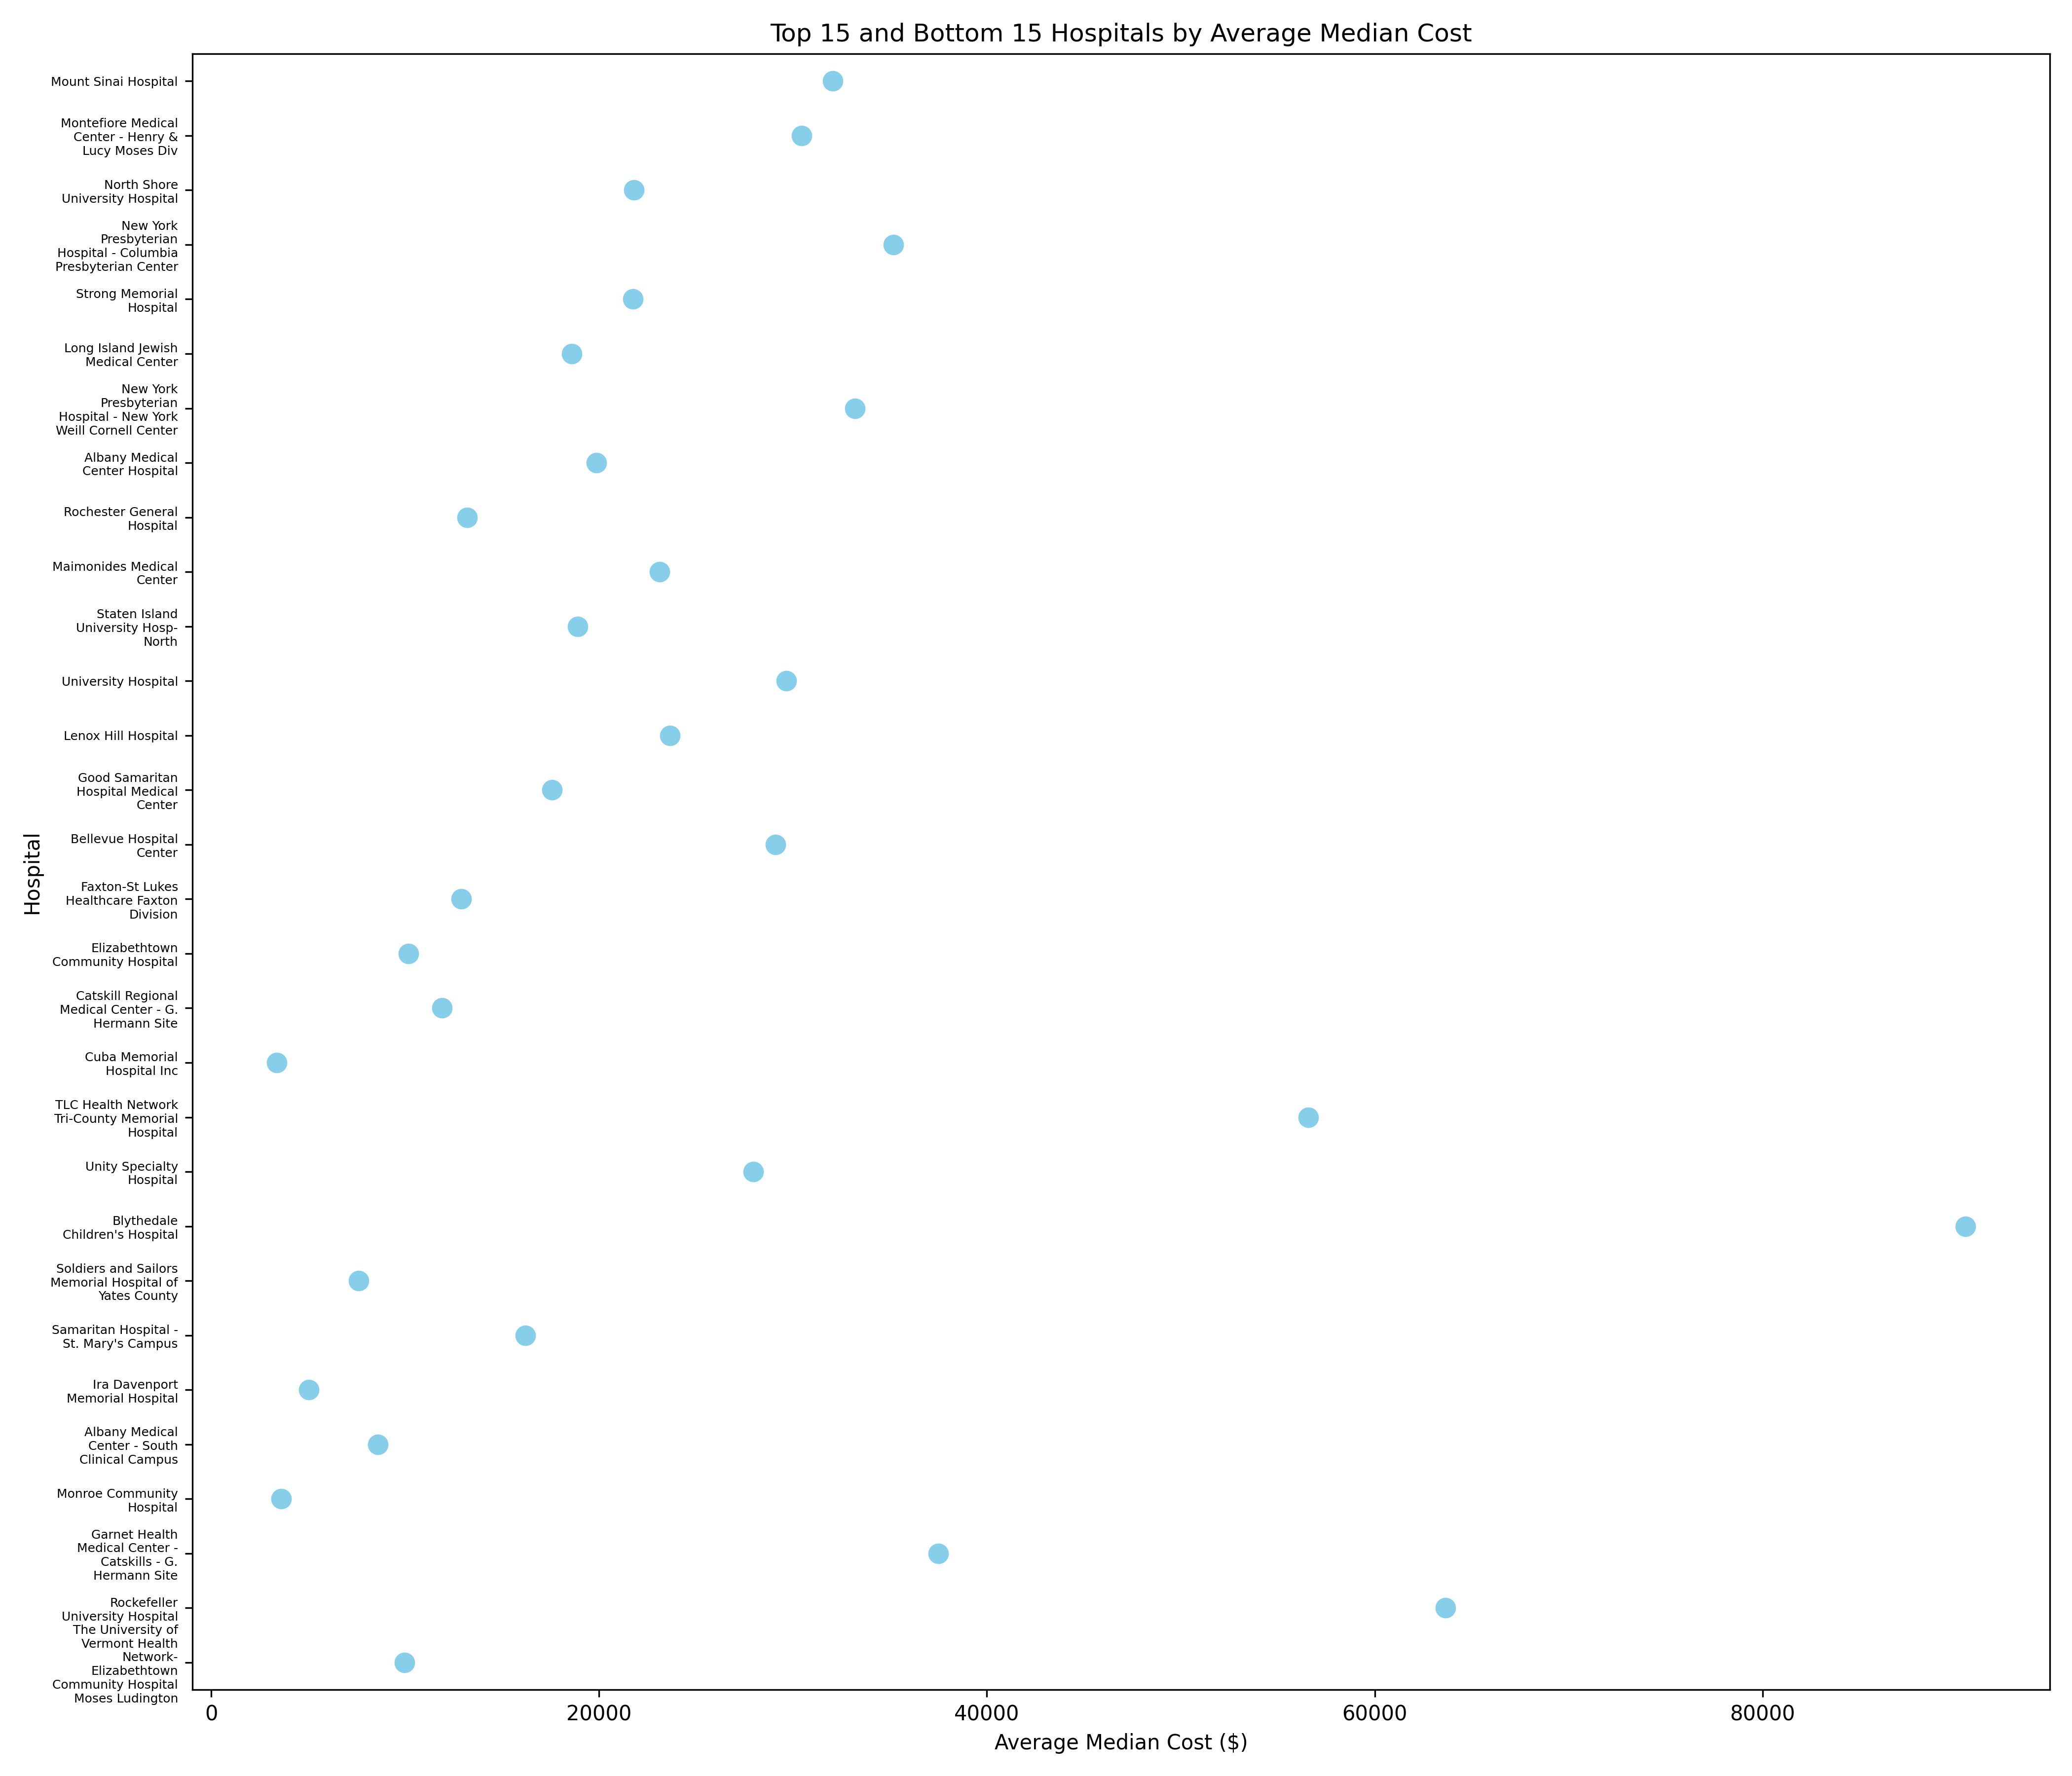 Top 15 and Bottom 15 Hospitals by Average Median Cost
Mount Sinai Hospital
Montefiore Medical
Center - Henry &
Lucy Moses Div
North Shore
University Hospital
New York
Presbyterian
Hospital - Columbia
Presbyterian Center
Strong Memorial
Hospital
Long Island Jewish
Medical Center
New York
Presbyterian
Hospital - New York
Weill Cornell Center
Albany Medical
Center Hospital
Rochester General
Hospital
Maimonides Medical
Center
Staten Island
University Hosp-
North
University Hospital
Lenox Hill Hospital
Good Samaritan
Hospital Medical
Center
Bellevue Hospital
Center
Faxton-St Lukes
Healthcare Faxton
Division
Elizabethtown
Community Hospital
Catskill Regional
Medical Center - G.
Hermann Site
Cuba Memorial
Hospital Inc
TLC Health Network
Tri-County Memorial
Hospital
Unity Specialty
Hospital
Blythedale
Children's Hospital
Soldiers and Sailors
Memorial Hospital of
Yates County
Samaritan Hospital -
St. Mary's Campus
Ira Davenport
Memorial Hospital
Albany Medical
Center - South
Clinical Campus
Monroe Community
Hospital
Garnet Health
Medical Center -
Catskills - G.
Hermann Site
Rockefeller
University Hospital
The University of
Vermont Health
Network-
Elizabethtown
Community Hospital
Moses Ludington
Hospital
0 20000 40000 60000 80000
Average Median Cost ($)